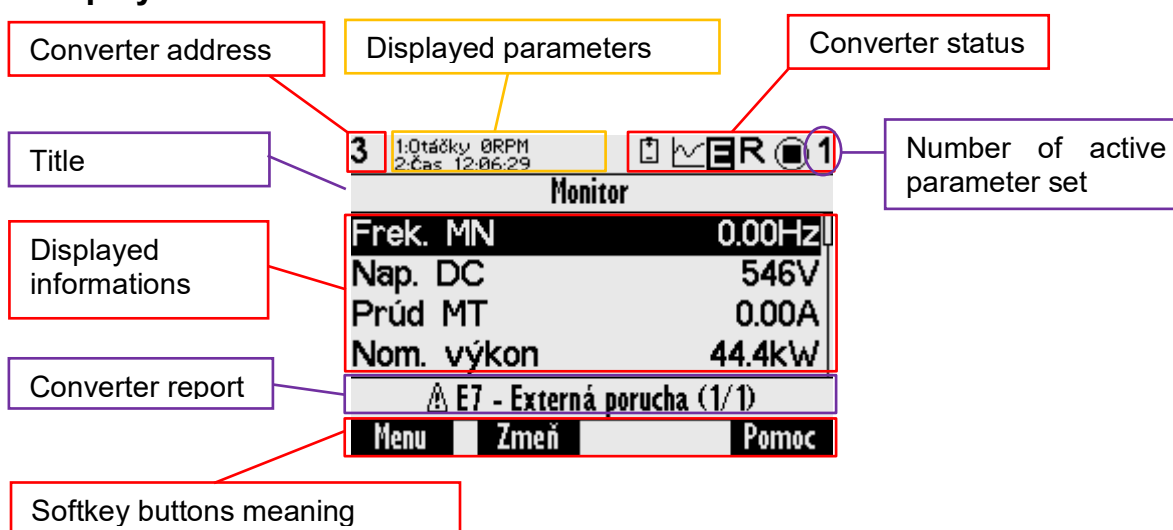 Converter address
Displayed parameters
Converter status
Title
3
1:Otáčky 0RPM
2:Čas 12:06:29
E R 1
Number of active
parameter set
Monitor
Displayed
informations
Frek. MN 0.00Hz
Nap. DC 546V
Prúd MT 0.00A
Nom. výkon 44.4kW
Converter report
E7 - Externá porucha (1/1)
Menu Zmeň Pomoc
Softkey buttons meaning